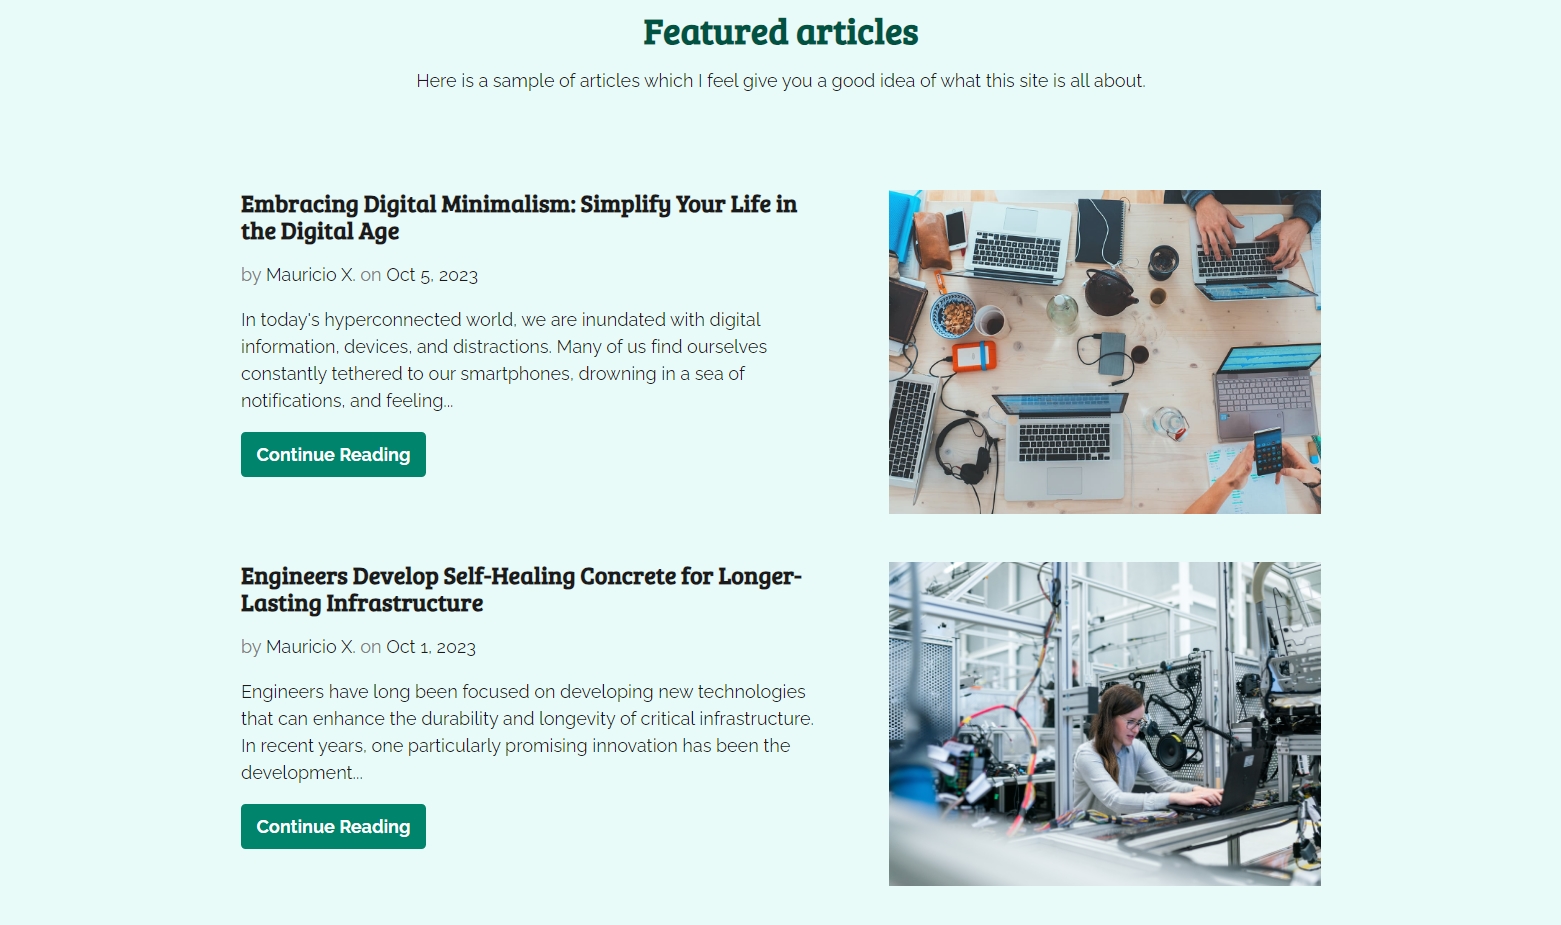 Featured articles
Here is a sample of articles which I feel give you a good idea of what this site is all about.
Embracing Digital Minimalism: Simplify Your Life in
the Digital Age
by Mauricio X. on Oct 5, 2023
In today's hyperconnected world, we are inundated with digital
information, devices, and distractions. Many of us find ourselves
constantly tethered to our smartphones, drowning in a sea of
notifications, and feeling...
Continue Reading
Engineers Develop Self-Healing Concrete for Longer-
Lasting Infrastructure
by Mauricio X. on Oct 1, 2023
Engineers have long been focused on developing new technologies
that can enhance the durability and longevity of critical infrastructure.
In recent years, one particularly promising innovation has been the
development...
Continue Reading